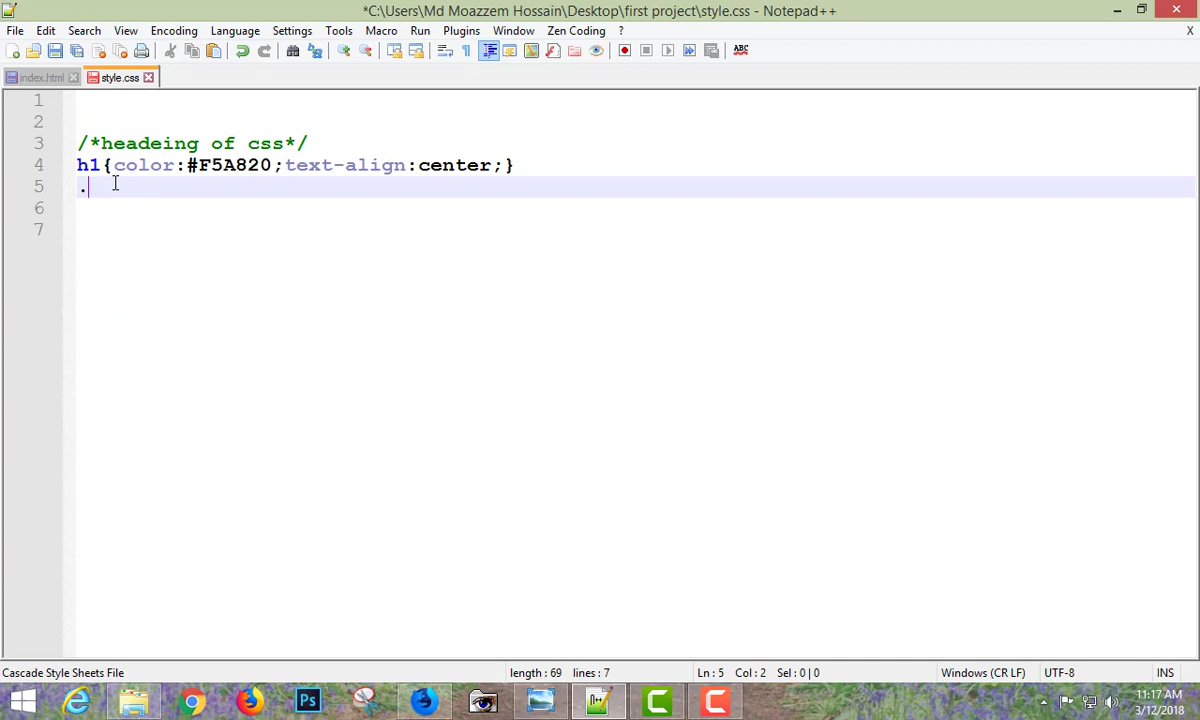 *C:\Users\Md Moazzem Hossain\Desktop\first project\style.css - Notepad++
File Edit Search View Encoding Language Settings Tools Macro Run Plugins Window Zen Coding ? X
ABC
index.html style.css
1
2
3 /*headeing of css*/
4 h1{color:#F5A820;text-align:center;}
5 .
6
7
Cascade Style Sheets File length : 69 lines : 7 Ln : 5 Col : 2 Sel : 0 | 0 Windows (CR LF) UTF-8 INS
Ps
11:17 AM
3/12/2018